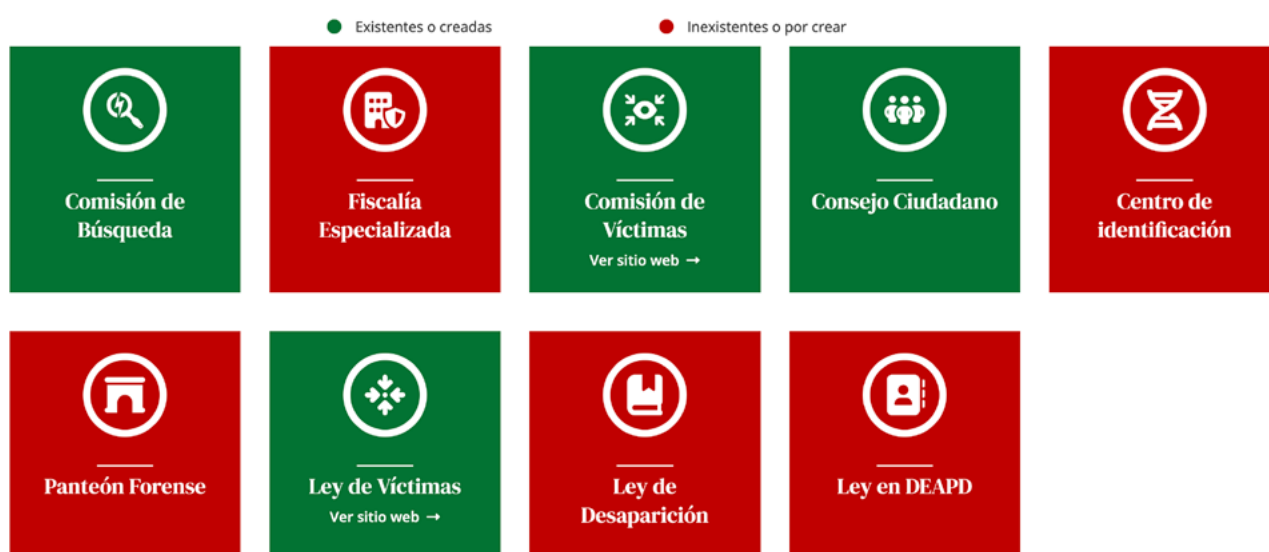 Existentes o creadas
Inexistentes o por crear
Comisión de
Búsqueda
Fiscalía
Especializada
Comisión de
Víctimas
Ver sitio web →
Consejo Ciudadano
Centro de
identificación
Panteón Forense
Ley de Víctimas
Ver sitio web →
Ley de
Desaparición
Ley en DEAPD